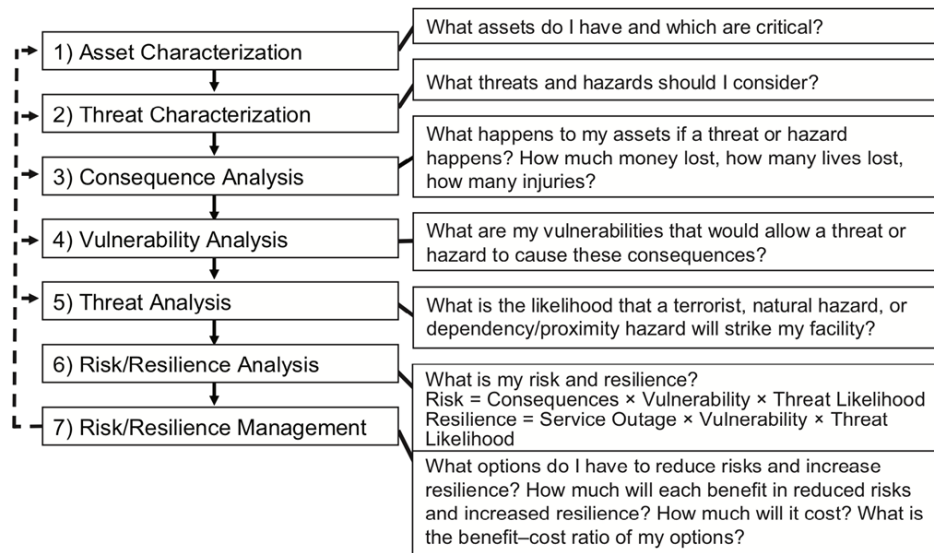 1) Asset Characterization
What assets do I have and which are critical?
2) Threat Characterization
What threats and hazards should I consider?
3) Consequence Analysis
What happens to my assets if a threat or hazard
happens? How much money lost, how many lives lost,
how many injuries?
4) Vulnerability Analysis
What are my vulnerabilities that would allow a threat or
hazard to cause these consequences?
5) Threat Analysis
What is the likelihood that a terrorist, natural hazard, or
dependency/proximity hazard will strike my facility?
6) Risk/Resilience Analysis
What is my risk and resilience?
Risk = Consequences × Vulnerability × Threat Likelihood
Resilience = Service Outage × Vulnerability × Threat
Likelihood
7) Risk/Resilience Management
What options do I have to reduce risks and increase
resilience? How much will each benefit in reduced risks
and increased resilience? How much will it cost? What is
the benefit–cost ratio of my options?